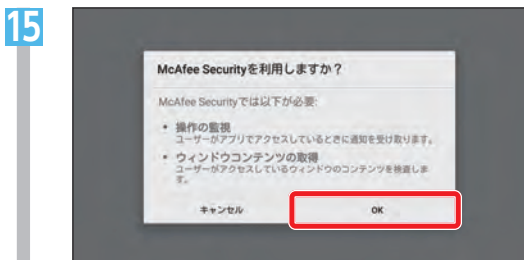 15
McAfee Securityを利用しますか？
McAfee Securityでは以下が必要:
• 操作の監視
ユーザーがアプリでアクセスしているときに通知を受け取ります。
• ウィンドウコンテンツの取得
ユーザーがアクセスしているウィンドウのコンテンツを検査しま
す。
キャンセル OK